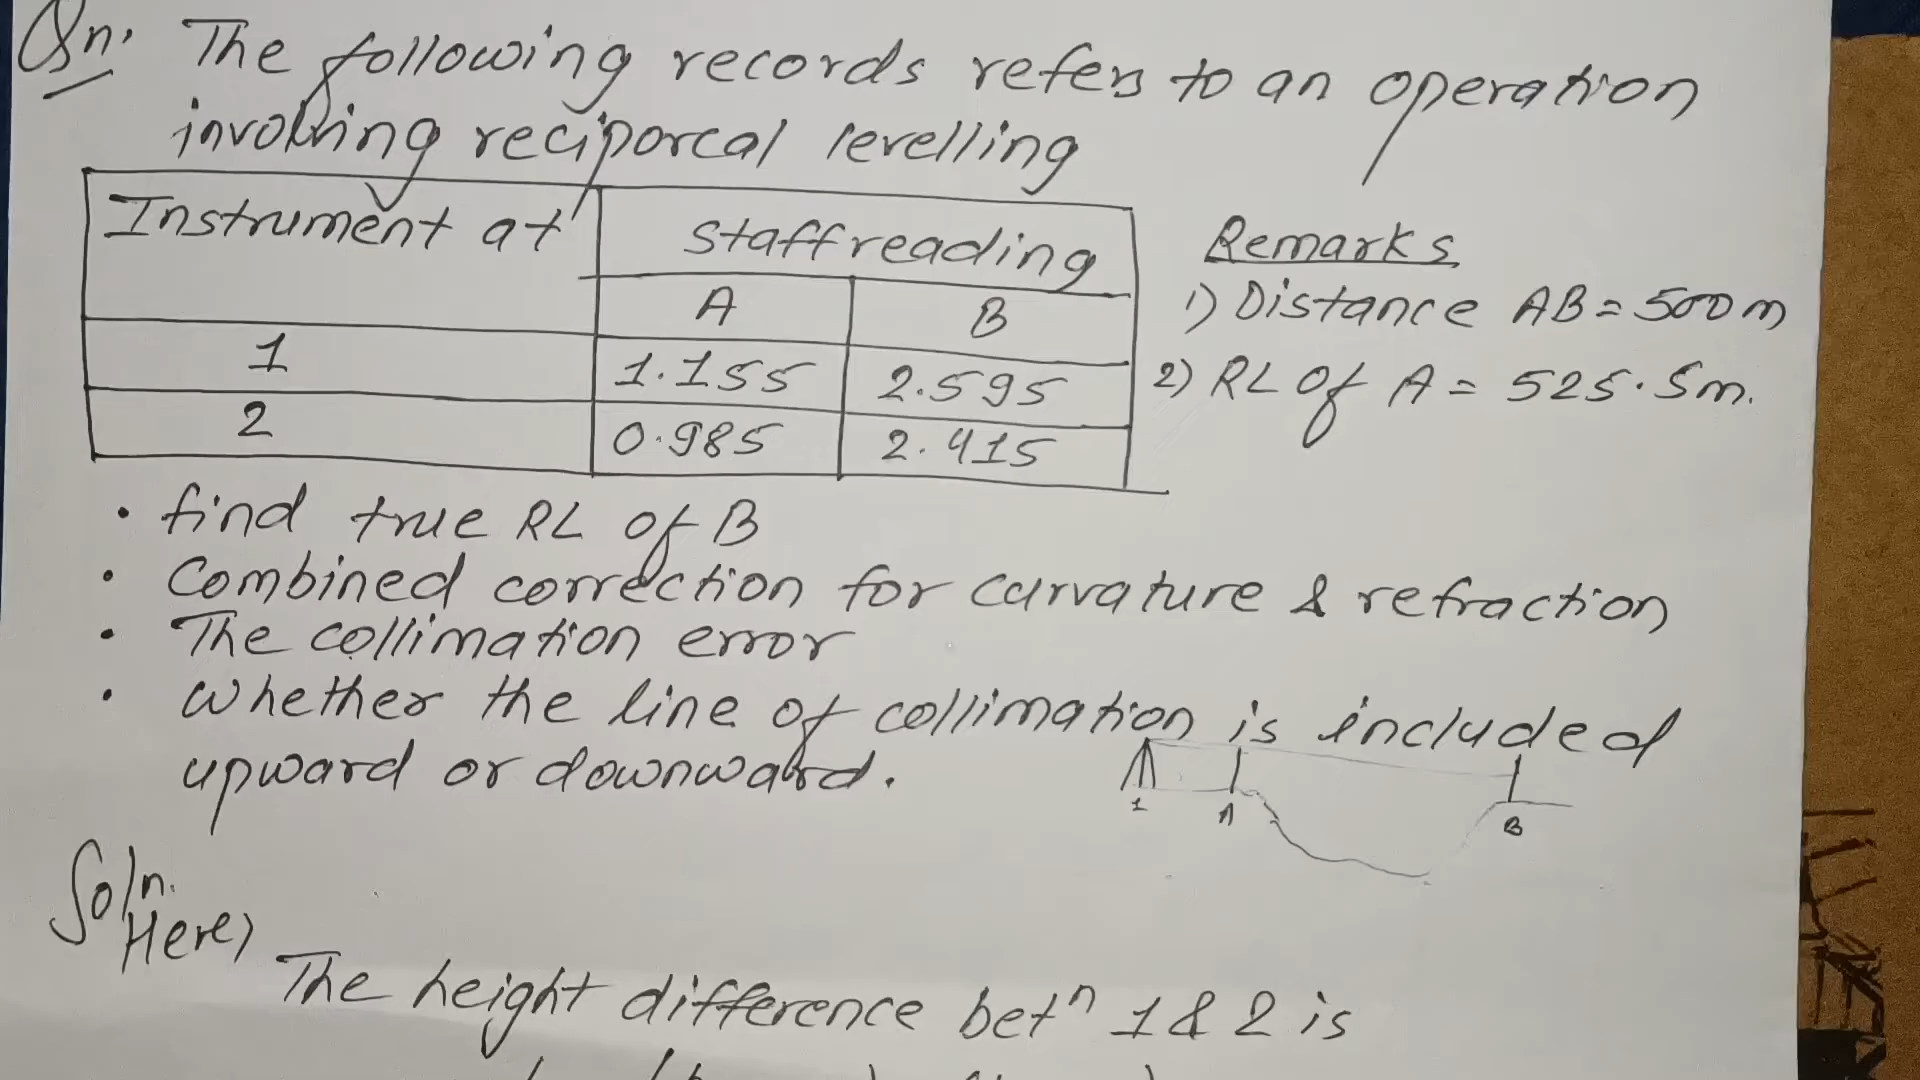 Qn. The following records refers to an operation
involving reciporcal levelling
Instrument at Staff reading
A B
1 1.155 2.595
2 0.985 2.415
Remarks
1) Distance AB = 500m
2) RL of A = 525.5m.
• find true RL of B
• Combined correction for curvature & refraction
• The collimation error
• Whether the line of collimation is included
upward or downward.
1 A B
Soln.
Here,
The height difference betn 1 & 2 is